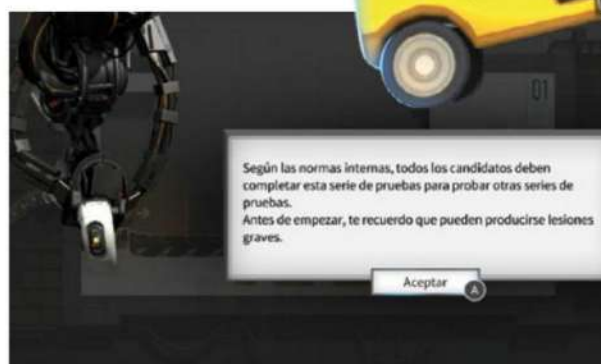 01
Según las normas internas, todos los candidatos deben
completar esta serie de pruebas para probar otras series de
pruebas.
Antes de empezar, te recuerdo que pueden producirse lesiones
graves.
Aceptar
A